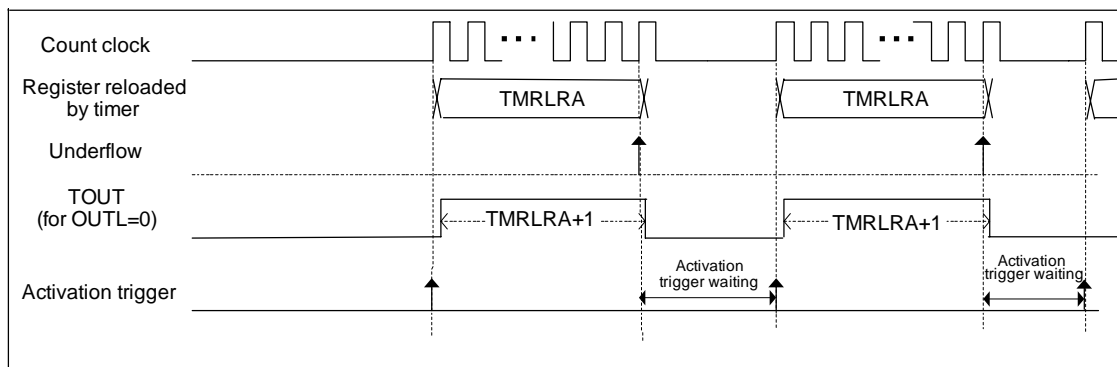 Count clock
Register reloaded
by timer
TMRLRA
TMRLRA
Underflow
TOUT
(for OUTL=0)
TMRLRA+1
TMRLRA+1
Activation
trigger waiting
Activation
trigger waiting
Activation trigger